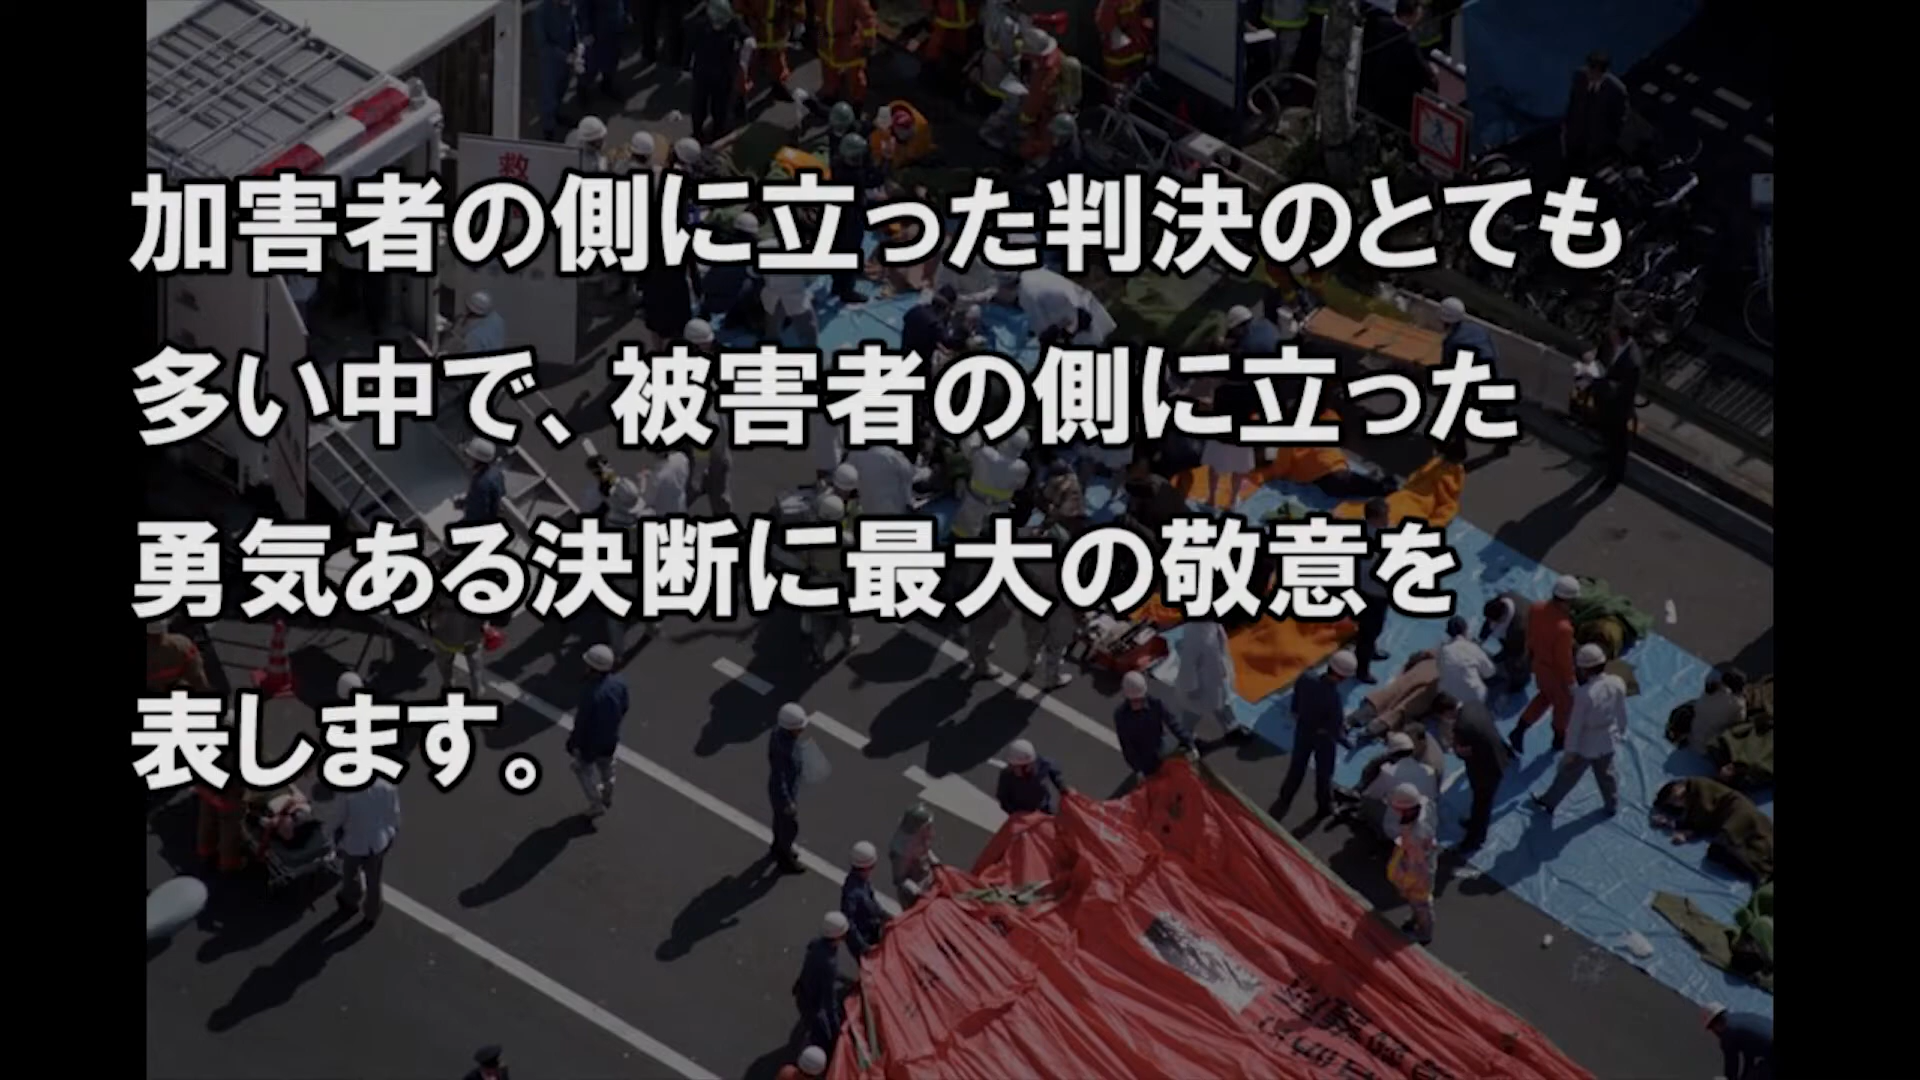 加害者の側に立った判決のとても
多い中で、被害者の側に立った
勇気ある決断に最大の敬意を
表します。
救